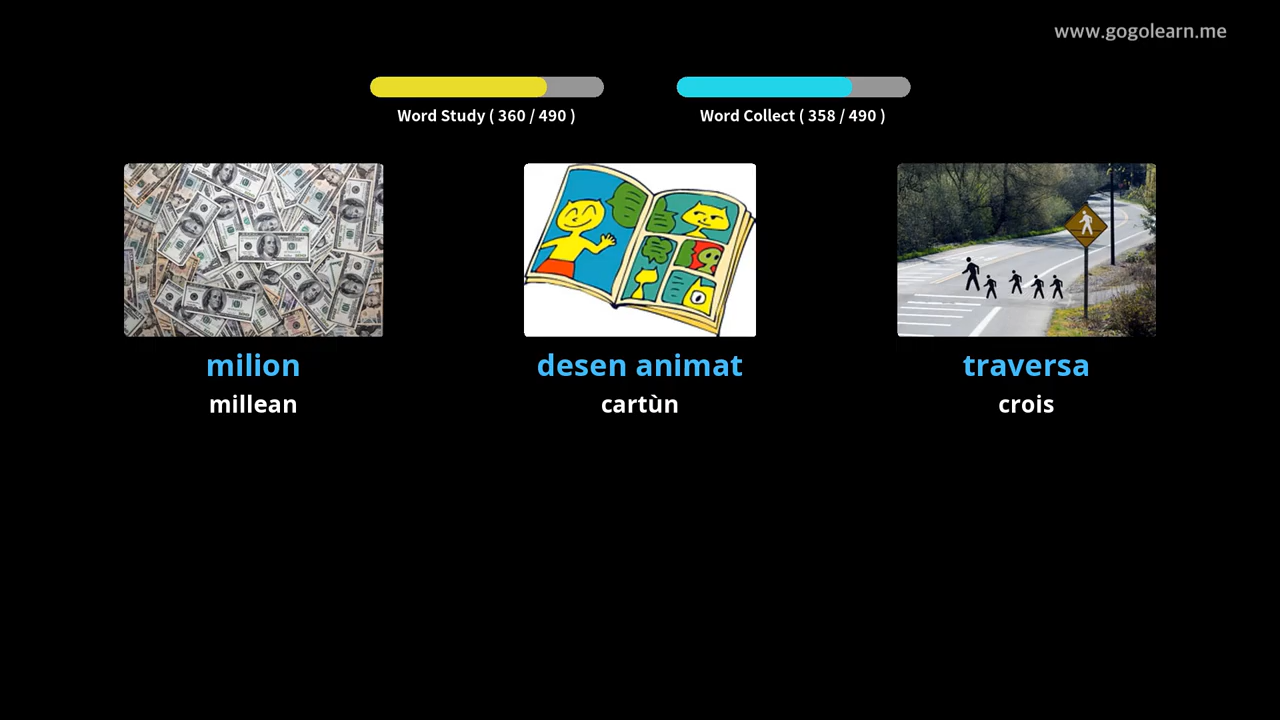 www.gogolearn.me
Word Study ( 360 / 490 )
Word Collect ( 358 / 490 )
milion
desen animat
traversa
millean
cartùn
crois